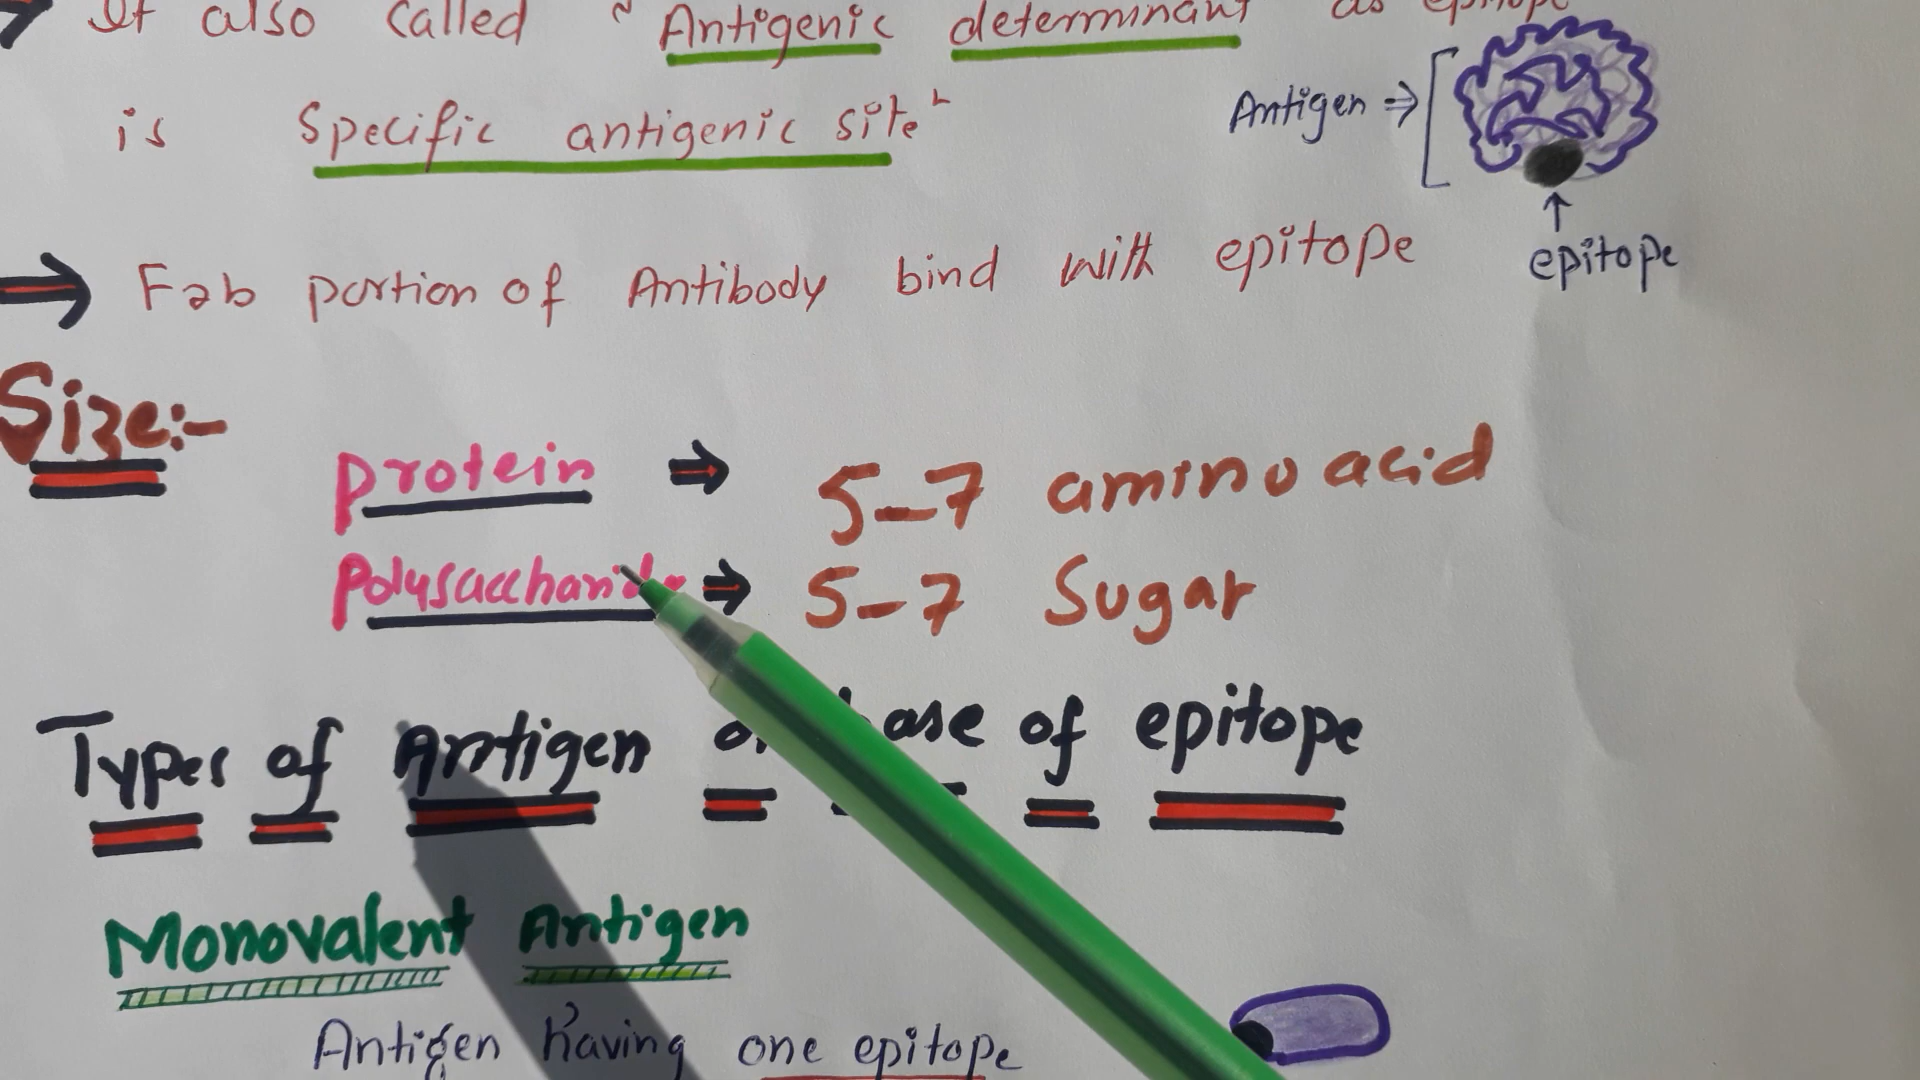 It also called " Antigenic determinant as epitope
is specific antigenic site"
Antigen ⇒
epitope
⇒ Fab portion of Antibody bind with epitope
Size:-
Protein ⇒ 5-7 amino acid
Polysaccharide ⇒ 5-7 Sugar
Types of Antigen on base of epitope
Monovalent Antigen
Antigen having one epitope